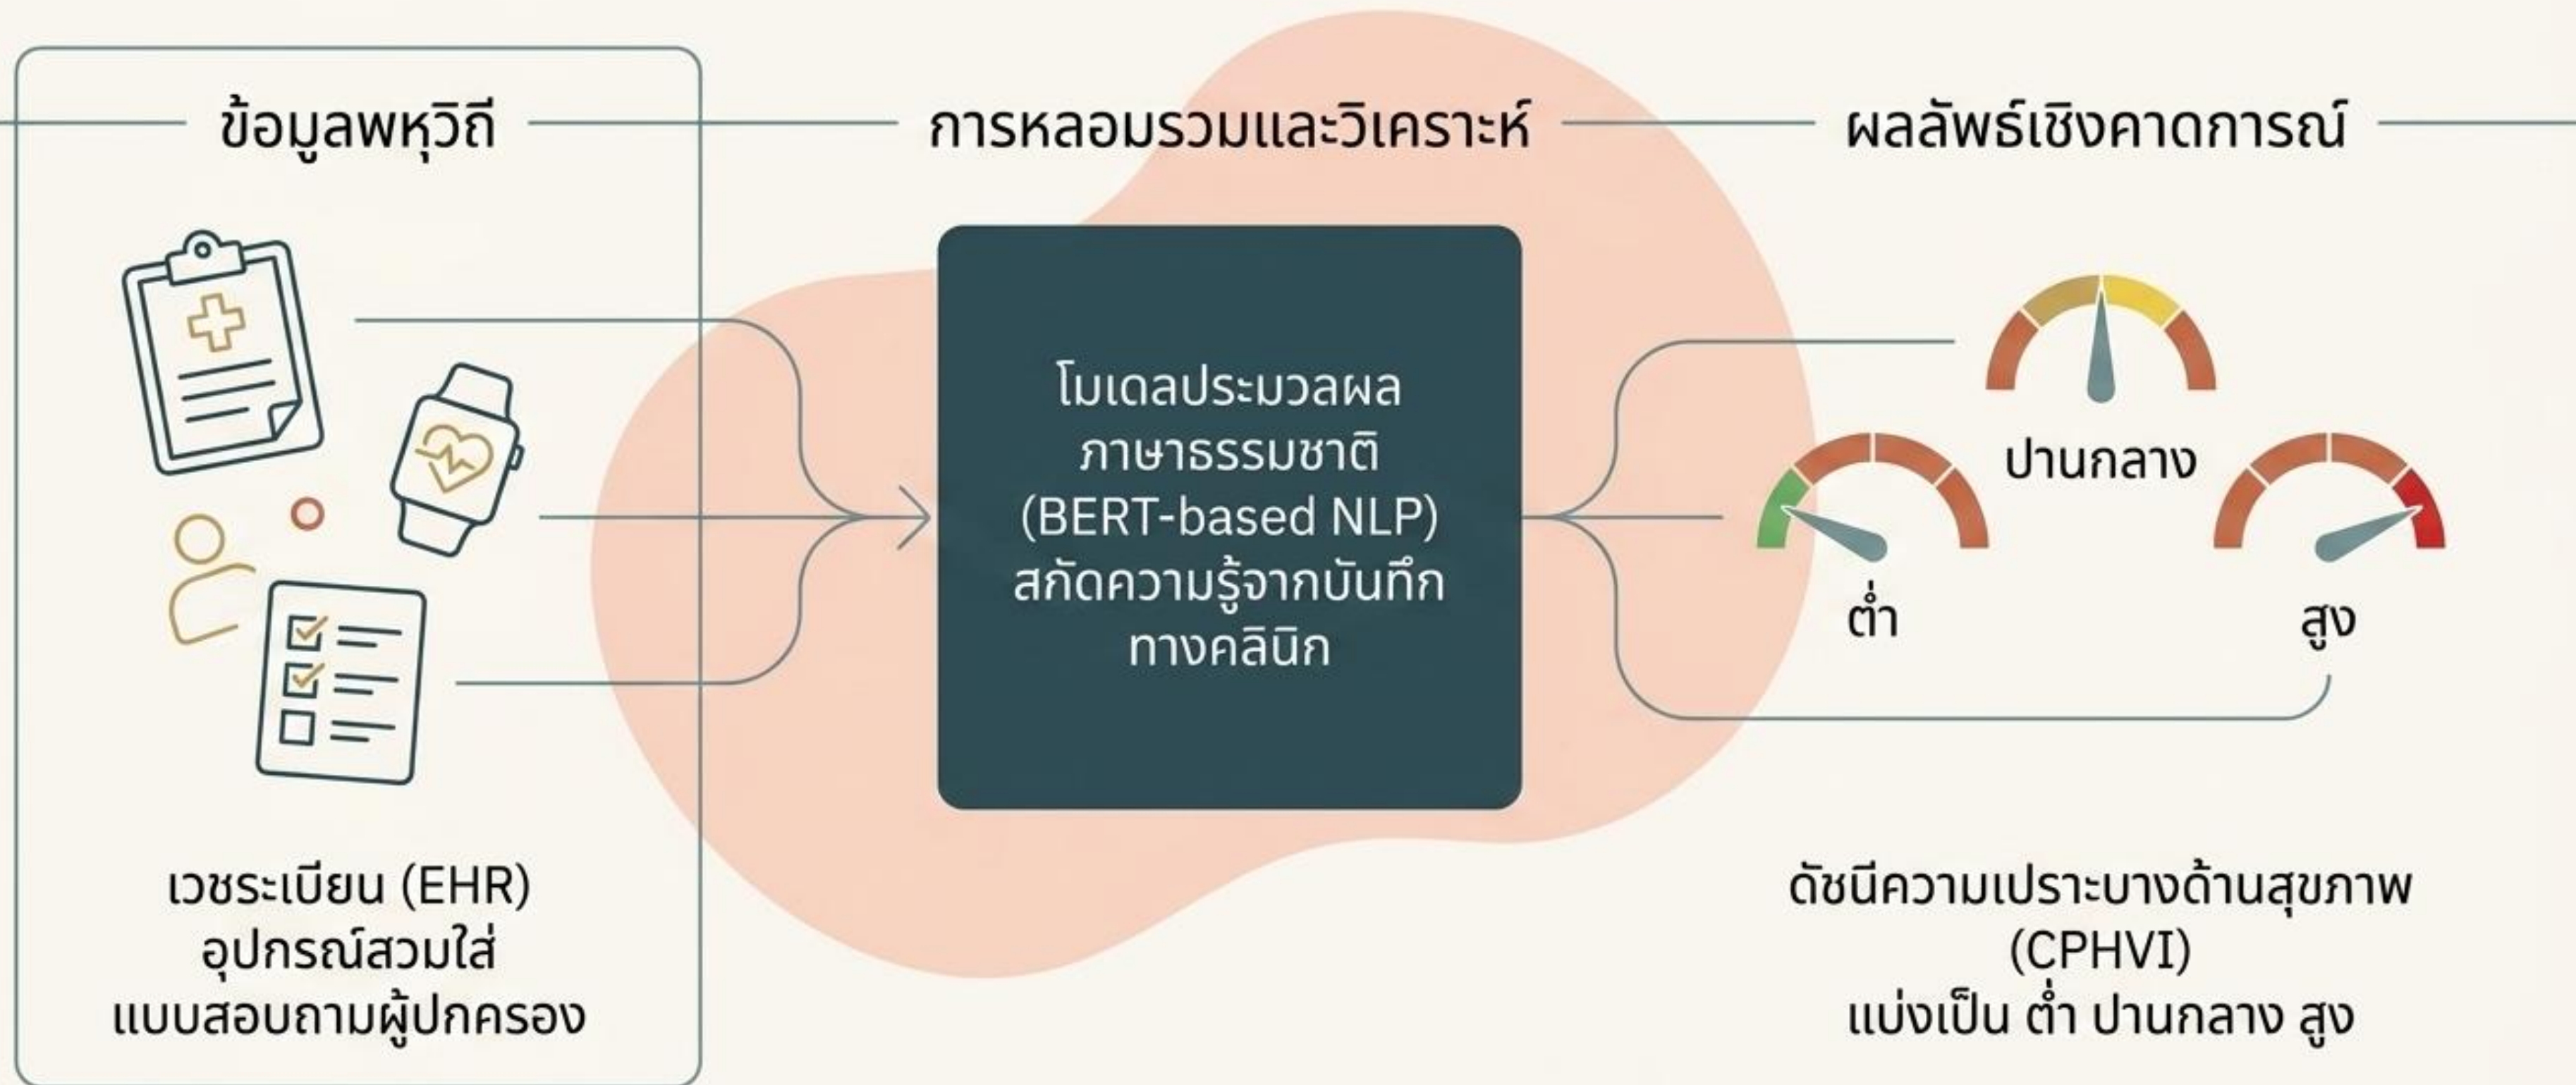 ข้อมูลพหุวิถี
การหลอมรวมและวิเคราะห์
ผลลัพธ์เชิงคาดการณ์
โมเดลประมวลผล
ภาษาธรรมชาติ
(BERT-based NLP)
สกัดความรู้จากบันทึก
ทางคลินิก
ปานกลาง
ต่ำ
สูง
เวชระเบียน (EHR)
อุปกรณ์สวมใส่
แบบสอบถามผู้ปกครอง
ดัชนีความเปราะบางด้านสุขภาพ
(CPHVI)
แบ่งเป็น ต่ำ ปานกลาง สูง